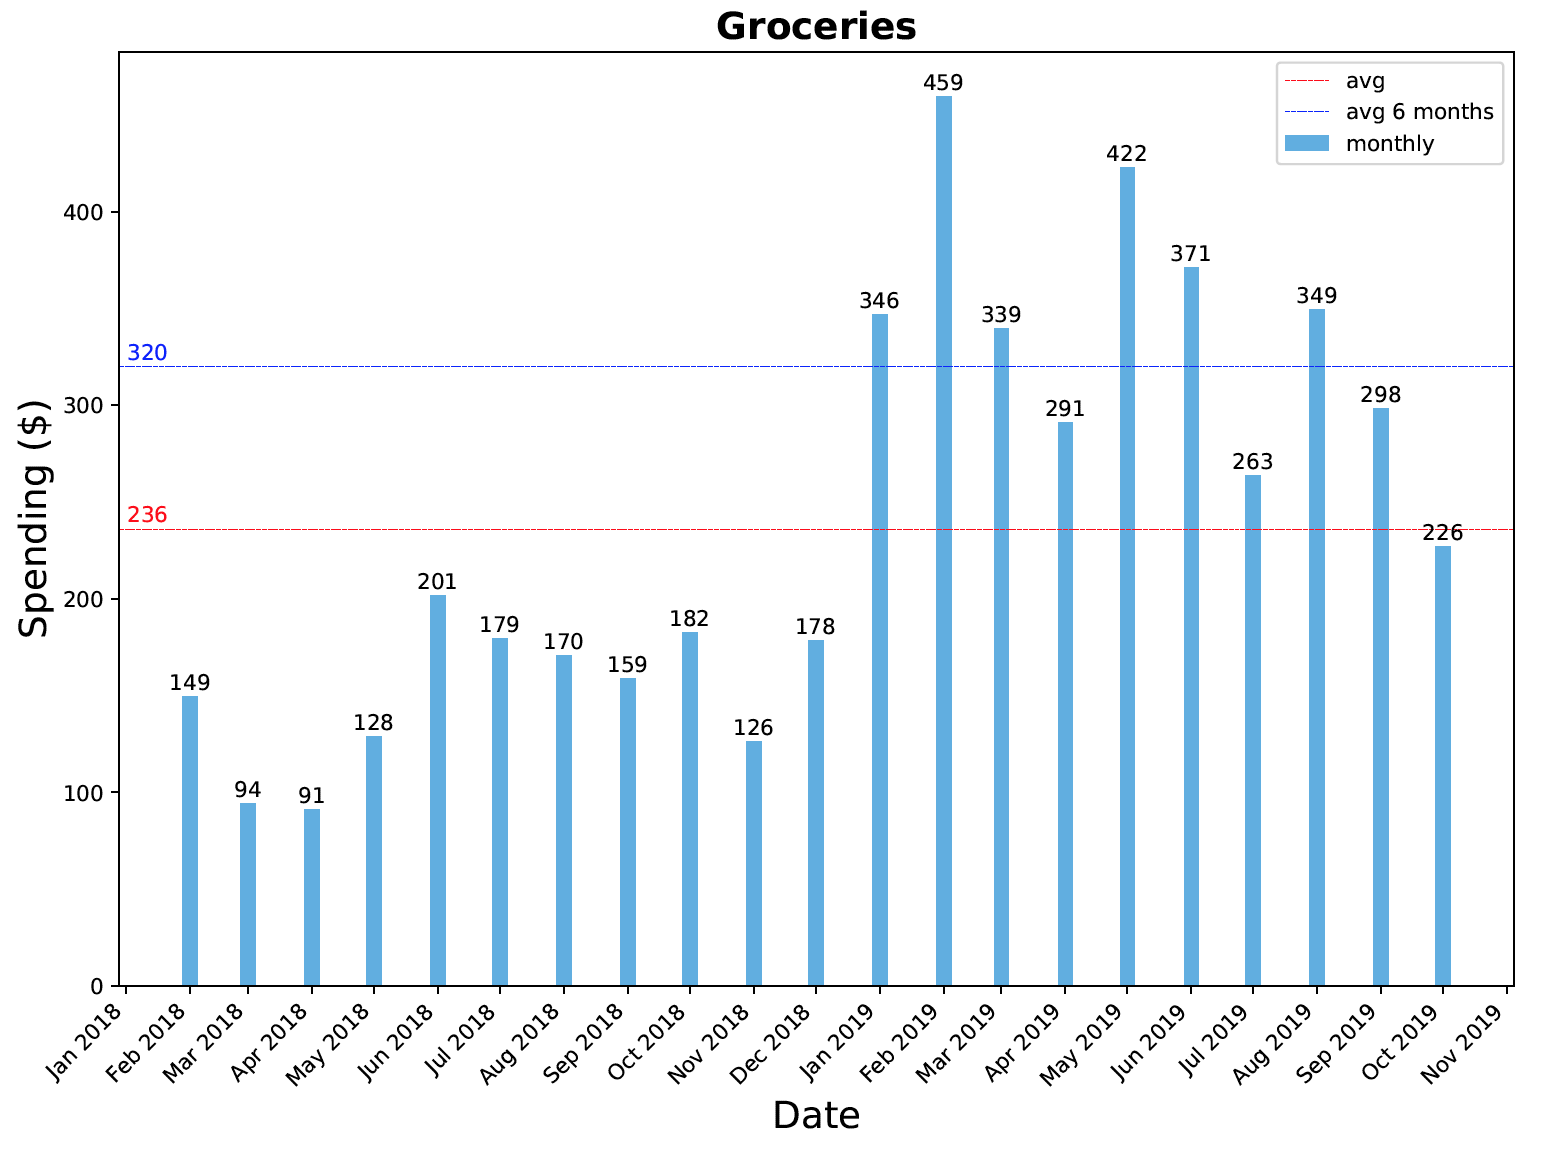 Groceries
avg
avg 6 months
monthly
459
422
371
346
349
339
320
298
291
263
236
226
201
179
182
178
170
159
149
128
126
94
91
400
300
200
100
0
Spending ($)
Jan 2018
Feb 2018
Mar 2018
Apr 2018
May 2018
Jun 2018
Jul 2018
Aug 2018
Sep 2018
Oct 2018
Nov 2018
Dec 2018
Jan 2019
Feb 2019
Mar 2019
Apr 2019
May 2019
Jun 2019
Jul 2019
Aug 2019
Sep 2019
Oct 2019
Nov 2019
Date